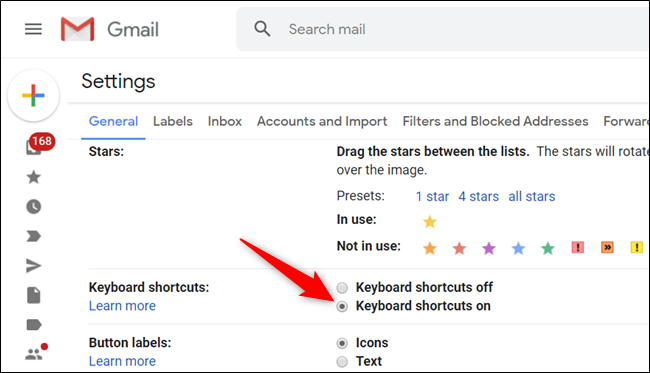 Gmail
Search mail
Settings
General Labels Inbox Accounts and Import Filters and Blocked Addresses Forward
168
Stars:
Drag the stars between the lists. The stars will rotate
over the image.
Presets: 1 star 4 stars all stars
In use:
Not in use: ! » !
Keyboard shortcuts:
Learn more
Keyboard shortcuts off
Keyboard shortcuts on
Button labels:
Learn more
Icons
Text